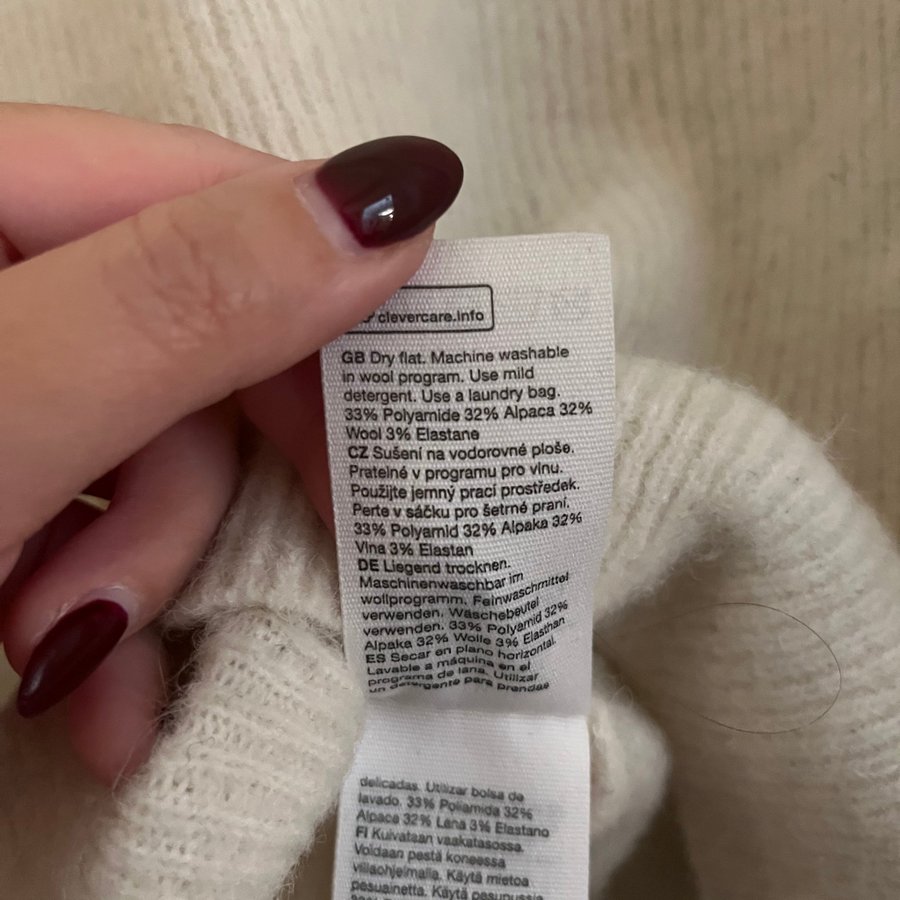 clevercare.info
GB Dry flat. Machine washable
in wool program. Use mild
detergent. Use a laundry bag.
33% Polyamide 32% Alpaca 32%
Wool 3% Elastane
CZ Sušení na vodorovné ploše.
Pratelné v programu pro vlnu.
Použijte jemný prací prostředek.
Perte v sáčku pro šetrné praní.
33% Polyamid 32% Alpaka 32%
Vlna 3% Elastan
DE Liegend trocknen.
Maschinenwaschbar im
wollprogramm. Feinwaschmittel
verwenden. Wäschebeutel
verwenden. 33% Polyamid 32%
Alpaka 32% Wolle 3% Elasthan
ES Secar en plano horizontal.
Lavable a máquina en el
programa de lana. Utilizar
un detergente para prendas
delicadas. Utilizar bolsa de
lavado. 33% Poliamida 32%
Alpaca 32% Lana 3% Elastano
FI Kuivataan vaakatasossa.
Voidaan pestä koneessa
villaohjelmalla. Käytä mietoa
pesuainetta. Käytä pesupussia